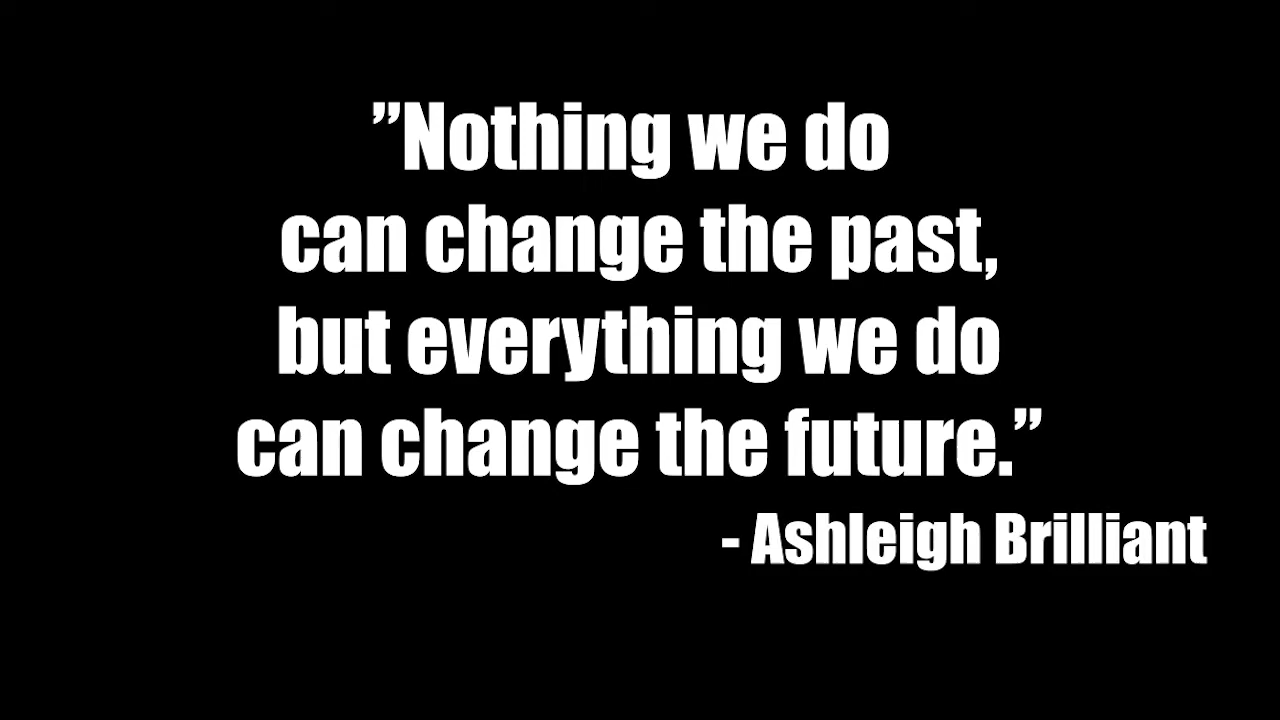 ”Nothing we do
can change the past,
but everything we do
can change the future.”
- Ashleigh Brilliant